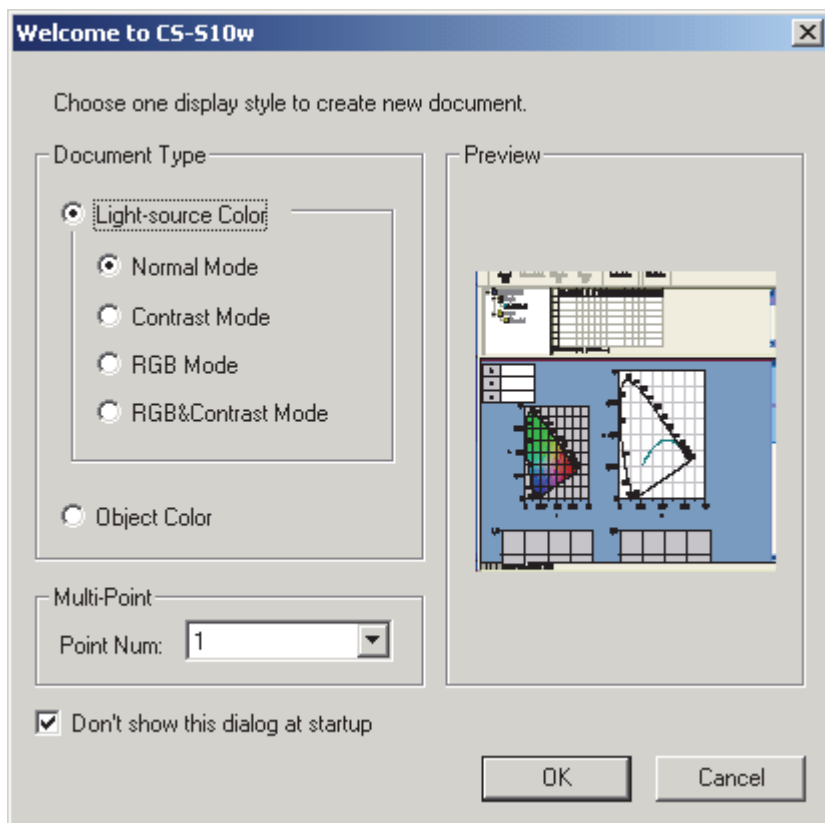 Welcome to CS-S10w
Choose one display style to create new document.
Document Type
Light-source Color
Normal Mode
Contrast Mode
RGB Mode
RGB&Contrast Mode
Object Color
Preview
Multi-Point
Point Num: 1
Don't show this dialog at startup
OK Cancel